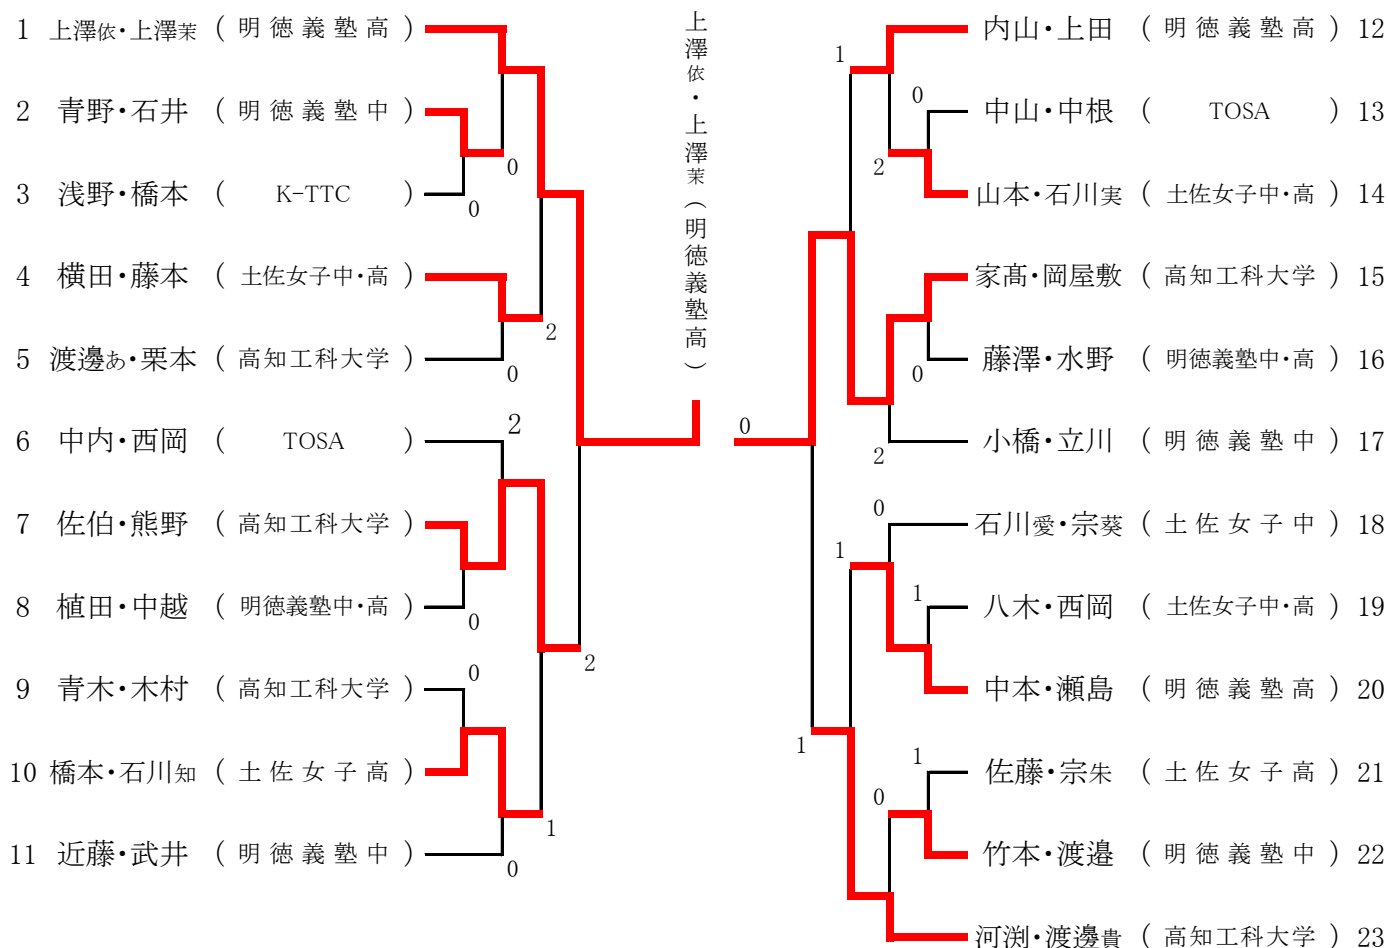 1 上澤依・上澤茉 ( 明徳義塾高 )
2 青野・石井 ( 明徳義塾中 )
0
3 浅野・橋本 ( K-TTC )
0
4 横田・藤本 ( 土佐女子中・高 )
2
5 渡邊あ・栗本 ( 高知工科大学 )
0
6 中内・西岡 ( TOSA )
2
7 佐伯・熊野 ( 高知工科大学 )
8 植田・中越 ( 明徳義塾中・高 )
0
2
9 青木・木村 ( 高知工科大学 )
0
10 橋本・石川知 ( 土佐女子高 )
1
11 近藤・武井 ( 明徳義塾中 )
0
上澤依・上澤茉(明徳義塾高)
内山・上田 ( 明徳義塾高 ) 12
1
0
中山・中根 ( TOSA ) 13
2
山本・石川実 ( 土佐女子中・高 ) 14
家髙・岡屋敷 ( 高知工科大学 ) 15
藤澤・水野 ( 明徳義塾中・高 ) 16
0
0
小橋・立川 ( 明徳義塾中 ) 17
2
0
石川愛・宗葵 ( 土佐女子中 ) 18
1
1
八木・西岡 ( 土佐女子中・高 ) 19
中本・瀬島 ( 明徳義塾高 ) 20
1
1
佐藤・宗朱 ( 土佐女子高 ) 21
0
竹本・渡邉 ( 明徳義塾中 ) 22
河渕・渡邊貴 ( 高知工科大学 ) 23